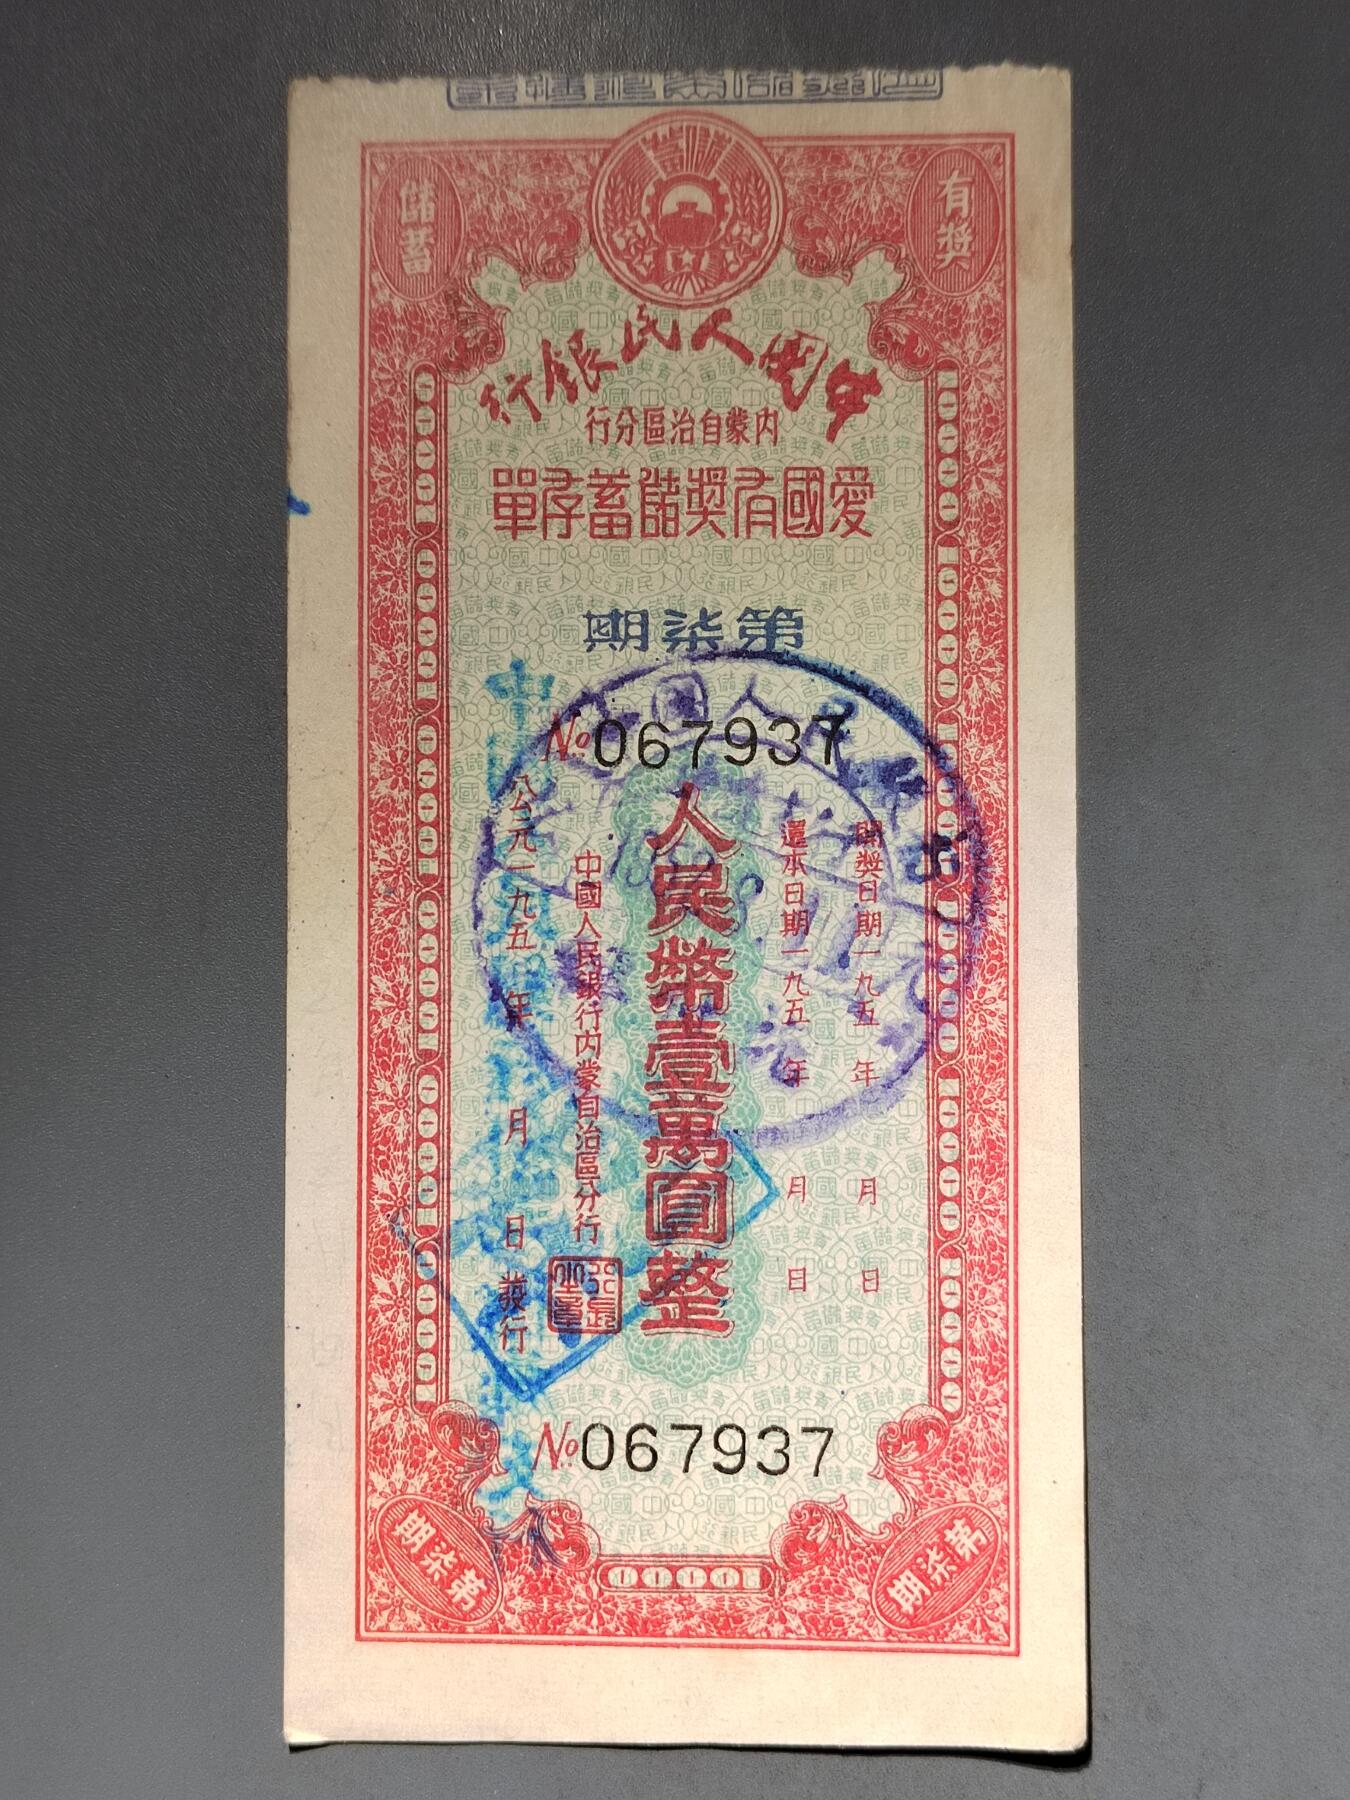 有獎
儲蓄
中國人民銀行
內蒙自治區分行
愛國有獎儲蓄存單
第柒期
No. 067937
開獎日期一九五 年 月 日
還本日期一九五 年 月 日
人民幣壹萬圓整
中國人民銀行內蒙自治區分行
公元一九五 年 月 日發行
No. 067937
第柒期
第柒期